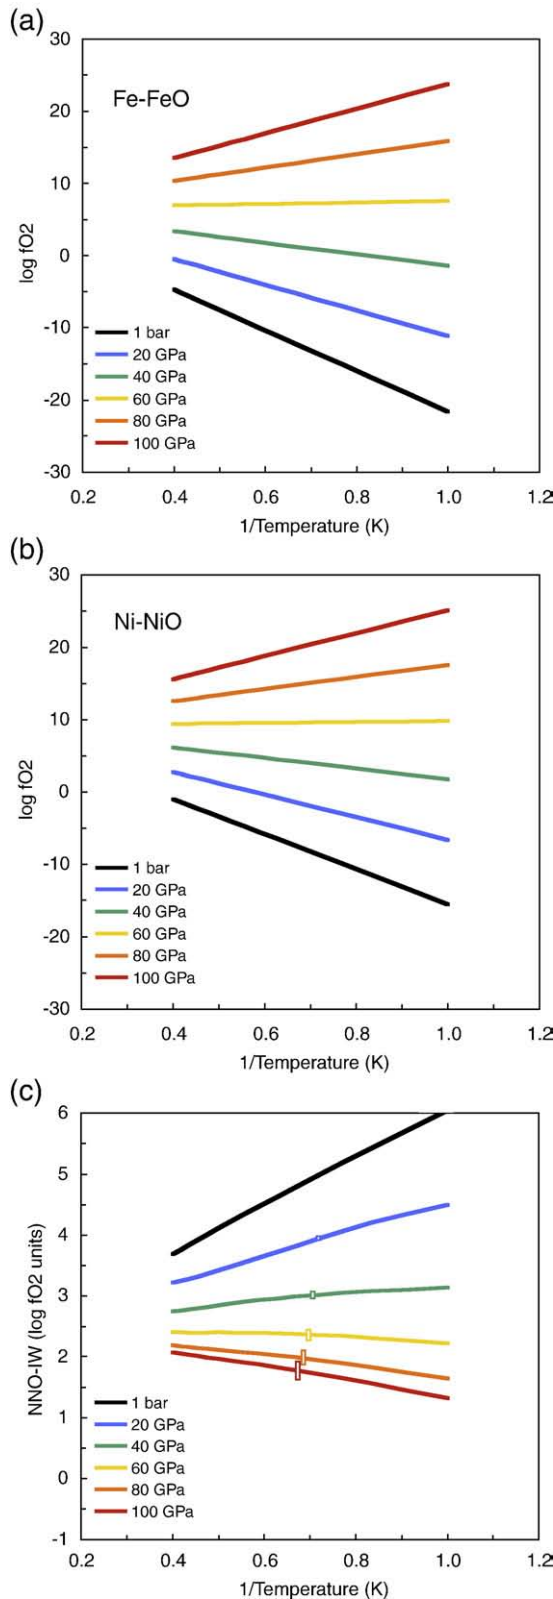 (a)
30
20
10
0
-10
-20
-30
log fO2
Fe-FeO
1 bar
20 GPa
40 GPa
60 GPa
80 GPa
100 GPa
0.2 0.4 0.6 0.8 1.0 1.2
1/Temperature (K)
(b)
30
20
10
0
-10
-20
-30
log fO2
Ni-NiO
1 bar
20 GPa
40 GPa
60 GPa
80 GPa
100 GPa
0.2 0.4 0.6 0.8 1.0 1.2
1/Temperature (K)
(c)
6
5
4
3
2
1
0
-1
NNO-IW (log fO2 units)
1 bar
20 GPa
40 GPa
60 GPa
80 GPa
100 GPa
0.2 0.4 0.6 0.8 1.0 1.2
1/Temperature (K)